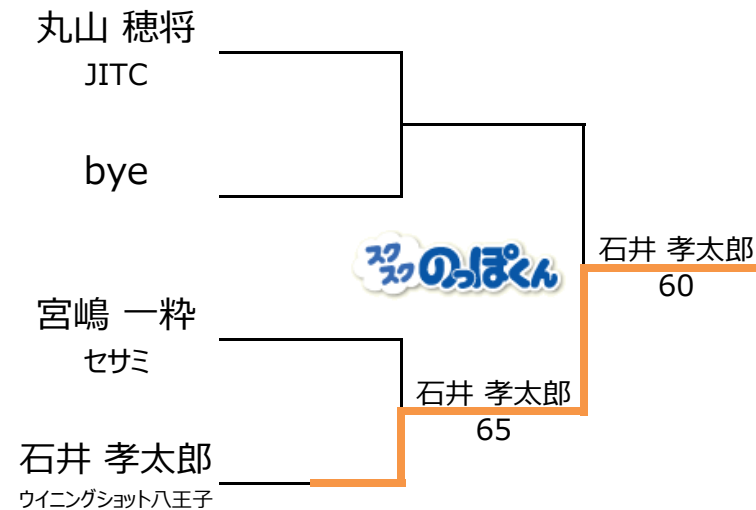 丸山 穂将
JITC
bye
スクスク のっぽくん
石井 孝太郎
60
宮嶋 一粋
セサミ
石井 孝太郎
65
石井 孝太郎
ウイニングショット八王子